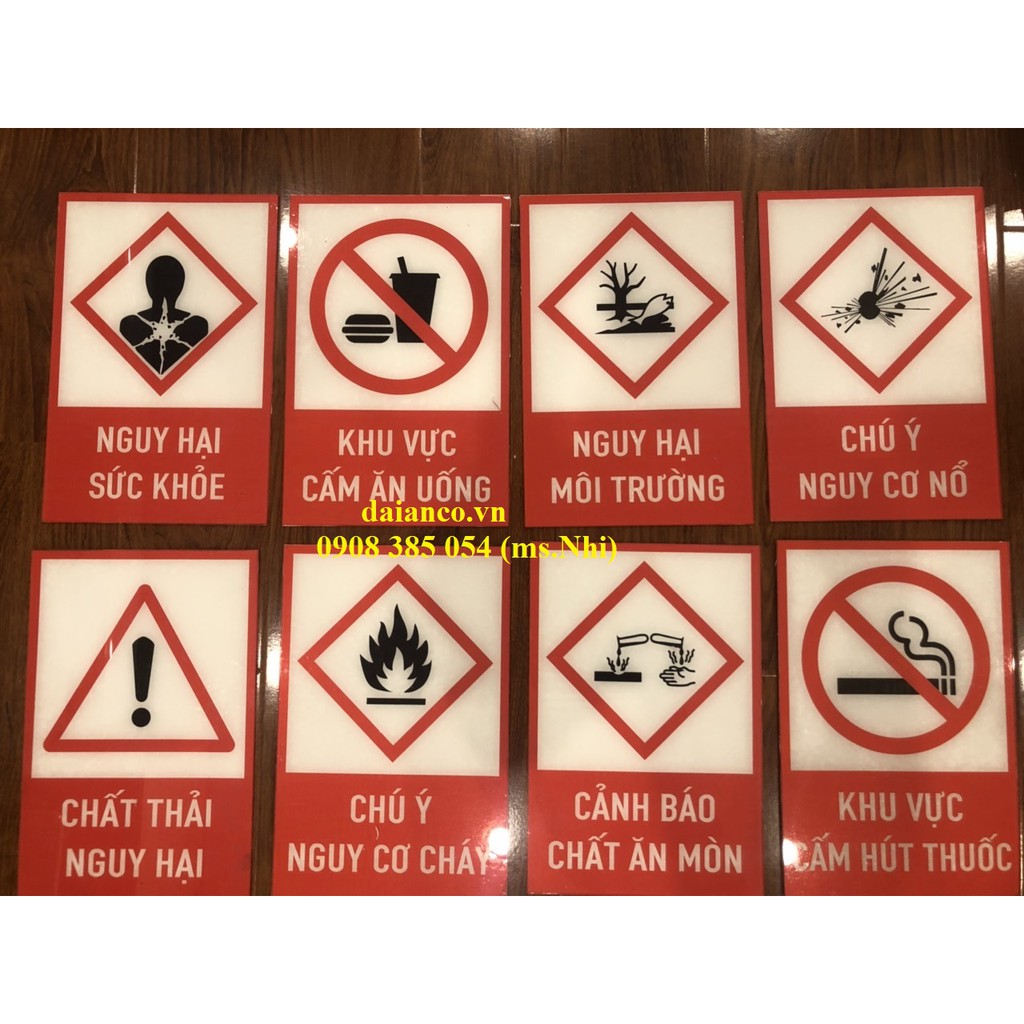 NGUY HẠI
SỨC KHỎE
KHU VỰC
CẤM ĂN UỐNG
NGUY HẠI
MÔI TRƯỜNG
CHÚ Ý
NGUY CƠ NỔ
daianco.vn
0908 385 054 (ms.Nhi)
CHẤT THẢI
NGUY HẠI
CHÚ Ý
NGUY CƠ CHÁY
CẢNH BÁO
CHẤT ĂN MÒN
KHU VỰC
CẤM HÚT THUỐC